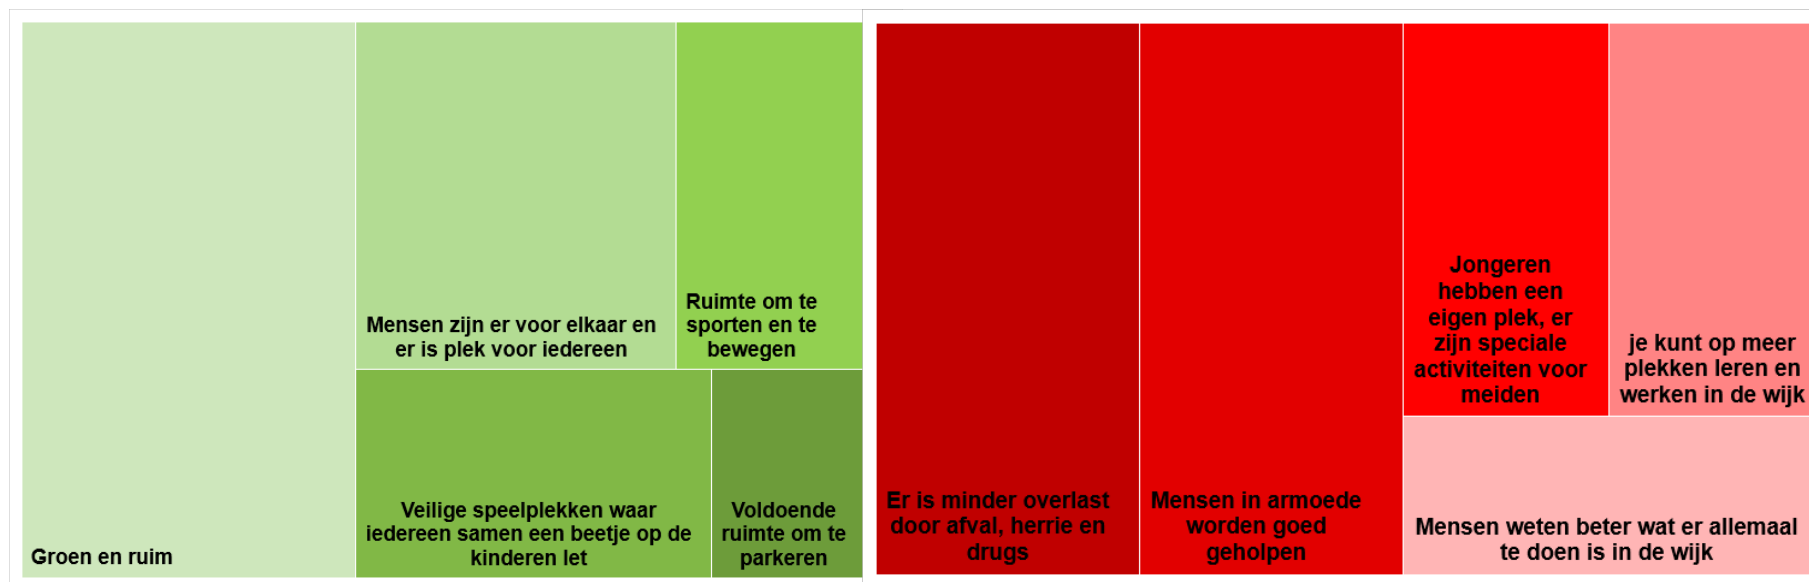 Groen en ruim
Mensen zijn er voor elkaar en
er is plek voor iedereen
Ruimte om te
sporten en te
bewegen
Veilige speelplekken waar
iedereen samen een beetje op de
kinderen let
Voldoende
ruimte om te
parkeren
Er is minder overlast
door afval, herrie en
drugs
Mensen in armoede
worden goed
geholpen
Jongeren
hebben een
eigen plek, er
zijn speciale
activiteiten voor
meiden
je kunt op meer
plekken leren en
werken in de wijk
Mensen weten beter wat er allemaal
te doen is in de wijk